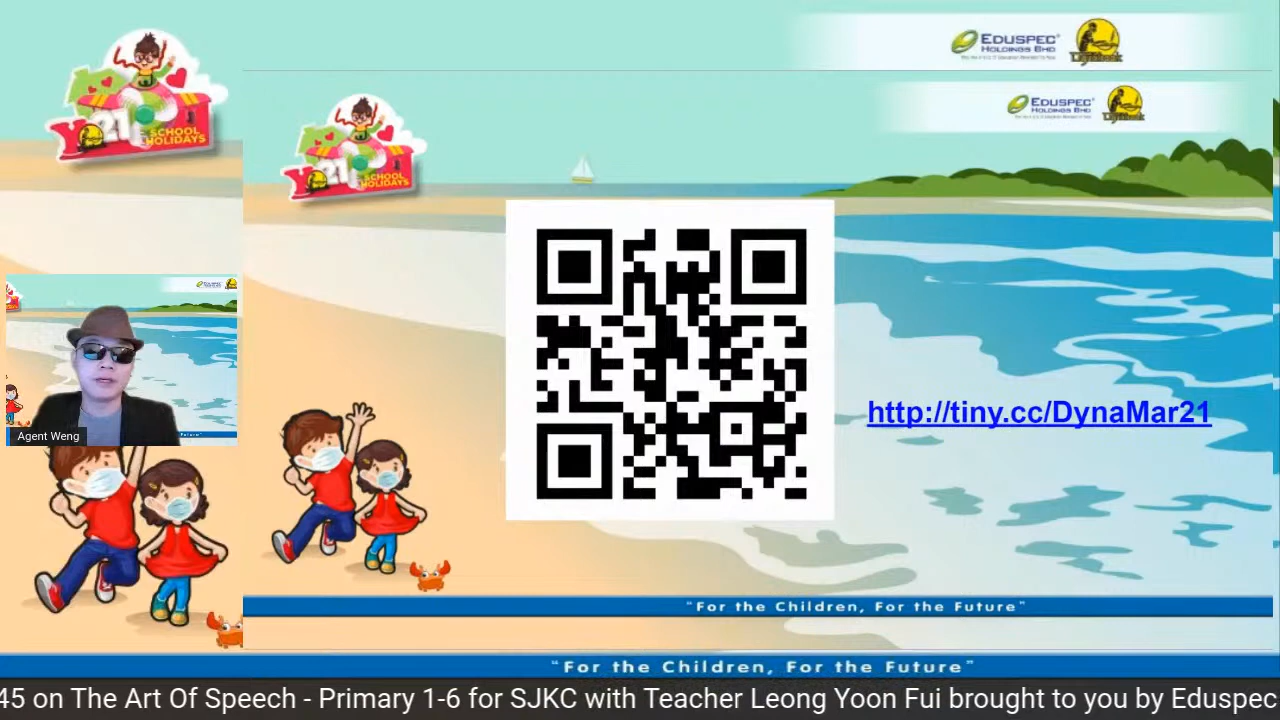 EDUSPEC
HOLDINGS BHD
EDUSPEC
HOLDINGS BHD
21
SCHOOL
HOLIDAYS
21
SCHOOL
HOLIDAYS
http://tiny.cc/DynaMar21
Agent Weng
"For the Children, For the Future"
"For the Children, For the Future"
45 on The Art Of Speech - Primary 1-6 for SJKC with Teacher Leong Yoon Fui brought to you by Eduspec